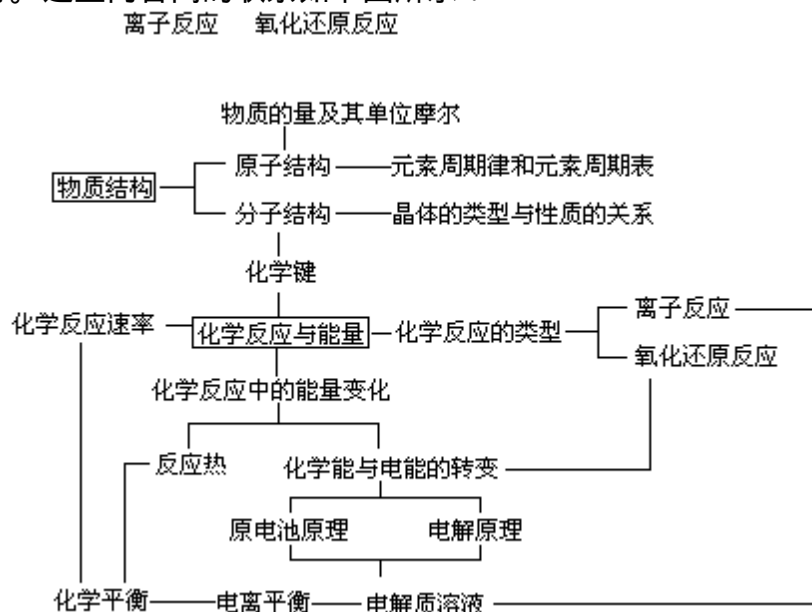 离子反应 氧化还原反应
物质的量及其单位摩尔
原子结构 元素周期律和元素周期表
物质结构
分子结构 晶体的类型与性质的关系
化学键
离子反应
化学反应速率 化学反应与能量 化学反应的类型
氧化还原反应
化学反应中的能量变化
反应热 化学能与电能的转变
原电池原理 电解原理
化学平衡 电离平衡 电解质溶液